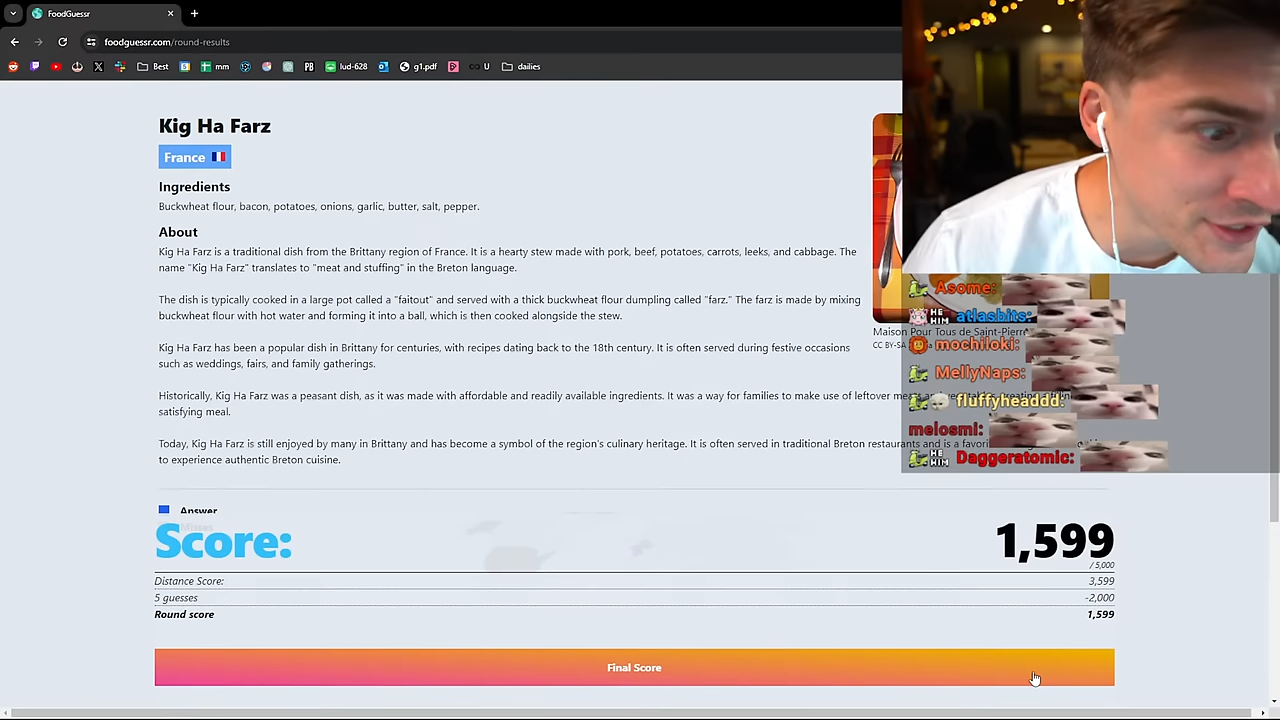 FoodGuessr
foodguessr.com/round-results
Best
mm
PB
lud-628
g1.pdf
U
dailies
Kig Ha Farz
France
Ingredients
Buckwheat flour, bacon, potatoes, onions, garlic, butter, salt, pepper.
About
Kig Ha Farz is a traditional dish from the Brittany region of France. It is a hearty stew made with pork, beef, potatoes, carrots, leeks, and cabbage. The
name "Kig Ha Farz" translates to "meat and stuffing" in the Breton language.
The dish is typically cooked in a large pot called a "faitout" and served with a thick buckwheat flour dumpling called "farz." The farz is made by mixing
buckwheat flour with hot water and forming it into a ball, which is then cooked alongside the stew.
Kig Ha Farz has been a popular dish in Brittany for centuries, with recipes dating back to the 18th century. It is often served during festive occasions
such as weddings, fairs, and family gatherings.
Historically, Kig Ha Farz was a peasant dish, as it was made with affordable and readily available ingredients. It was a way for families to make use of leftover
satisfying meal.
Today, Kig Ha Farz is still enjoyed by many in Brittany and has become a symbol of the region's culinary heritage. It is often served in traditional Breton restaurants and is a
to experience authentic Breton cuisine.
Maison Pour Tous de Saint-Pierre
CC BY-SA
Asome:
HE HIM atlasbits:
mochiloki:
MellyNaps:
fluffyheaddd:
meiosmi:
HE HIM Daggeratomic:
Answer
Misses
Score:
1,599
/ 5,000
Distance Score: 3,599
5 guesses -2,000
Round score 1,599
Final Score